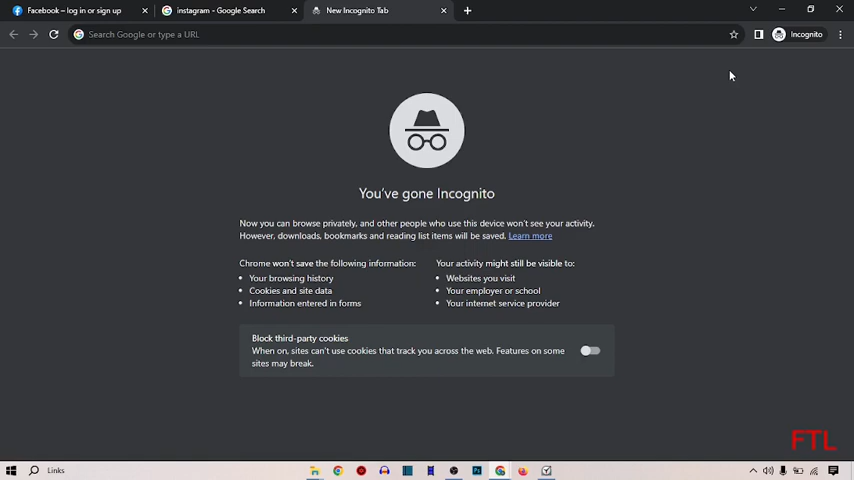 Facebook – log in or sign up
instagram - Google Search
New Incognito Tab
Search Google or type a URL
Incognito
You've gone Incognito
Now you can browse privately, and other people who use this device won't see your activity.
However, downloads, bookmarks and reading list items will be saved. Learn more
Chrome won't save the following information:
• Your browsing history
• Cookies and site data
• Information entered in forms
Your activity might still be visible to:
• Websites you visit
• Your employer or school
• Your internet service provider
Block third-party cookies
When on, sites can't use cookies that track you across the web. Features on some
sites may break.
FTL
Links
Ps